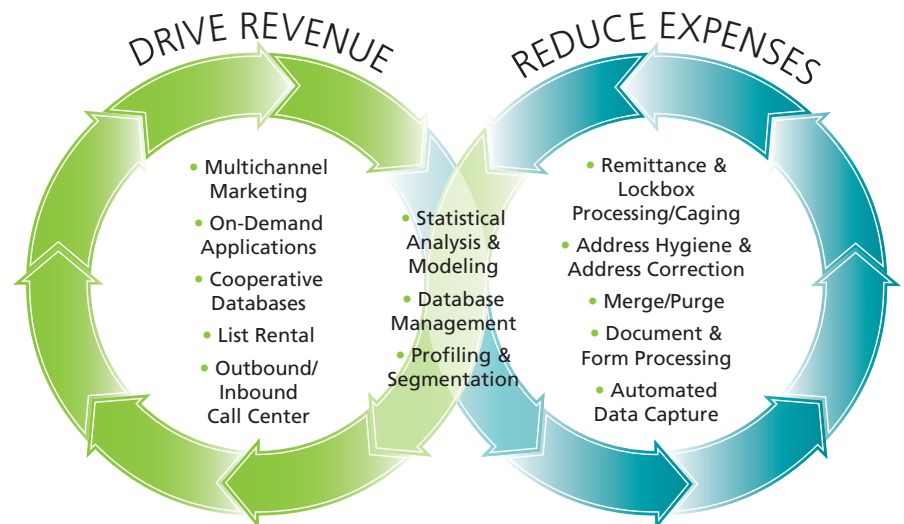 DRIVE REVENUE
• Multichannel
Marketing
• On-Demand
Applications
• Cooperative
Databases
• List Rental
• Outbound/
Inbound
Call Center
• Statistical
Analysis &
Modeling
• Database
Management
• Profiling &
Segmentation
REDUCE EXPENSES
• Remittance &
Lockbox
Processing/Caging
• Address Hygiene &
Address Correction
• Merge/Purge
• Document &
Form Processing
• Automated
Data Capture